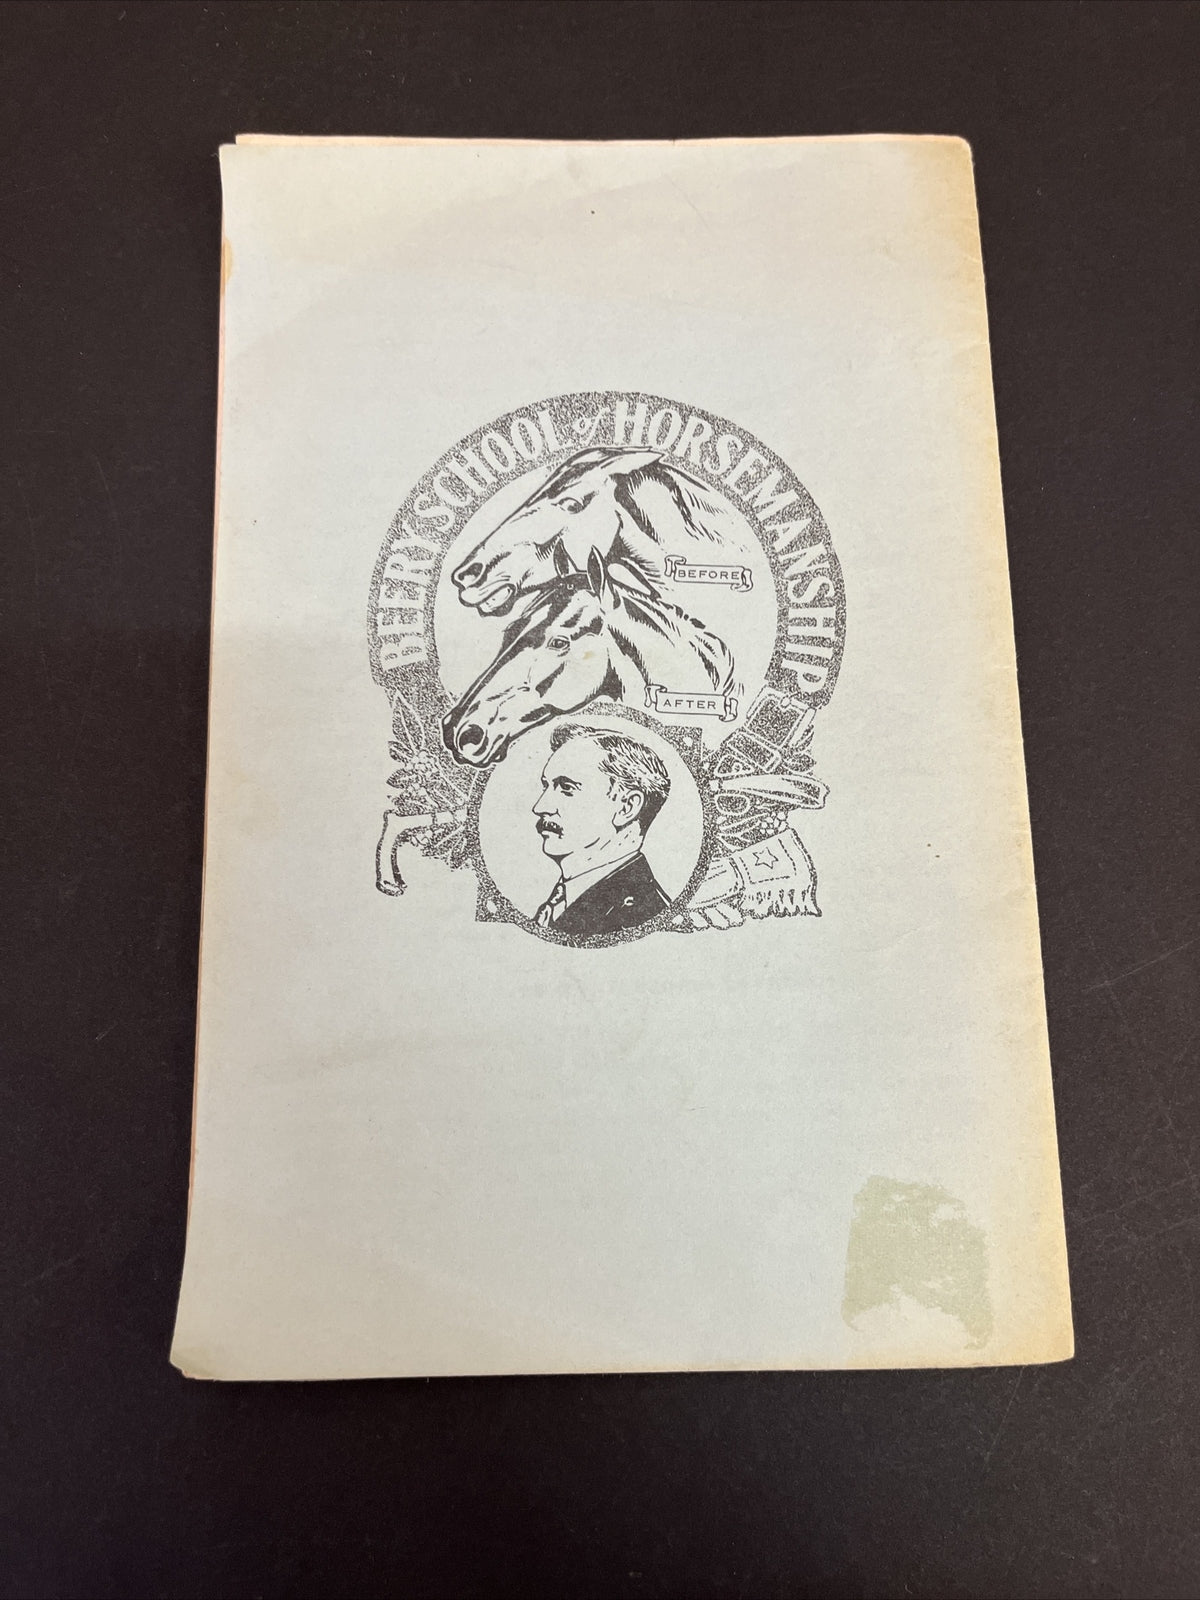 BEERY SCHOOL of HORSEMANSHIP
BEFORE
AFTER